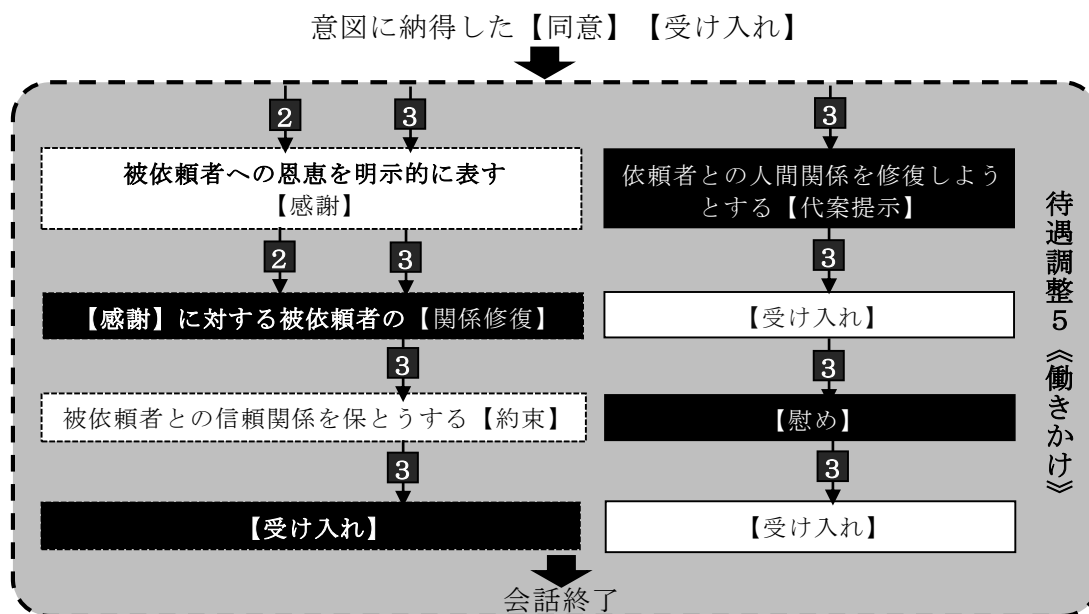 意図に納得した【同意】【受け入れ】
2
3
被依頼者への恩恵を明示的に表す
【感謝】
2
3
【感謝】に対する被依頼者の【関係修復】
3
被依頼者との信頼関係を保とうする【約束】
3
【受け入れ】
3
依頼者との人間関係を修復しよう
とする【代案提示】
3
【受け入れ】
3
【慰め】
3
【受け入れ】
待遇調整5《働きかけ》
会話終了